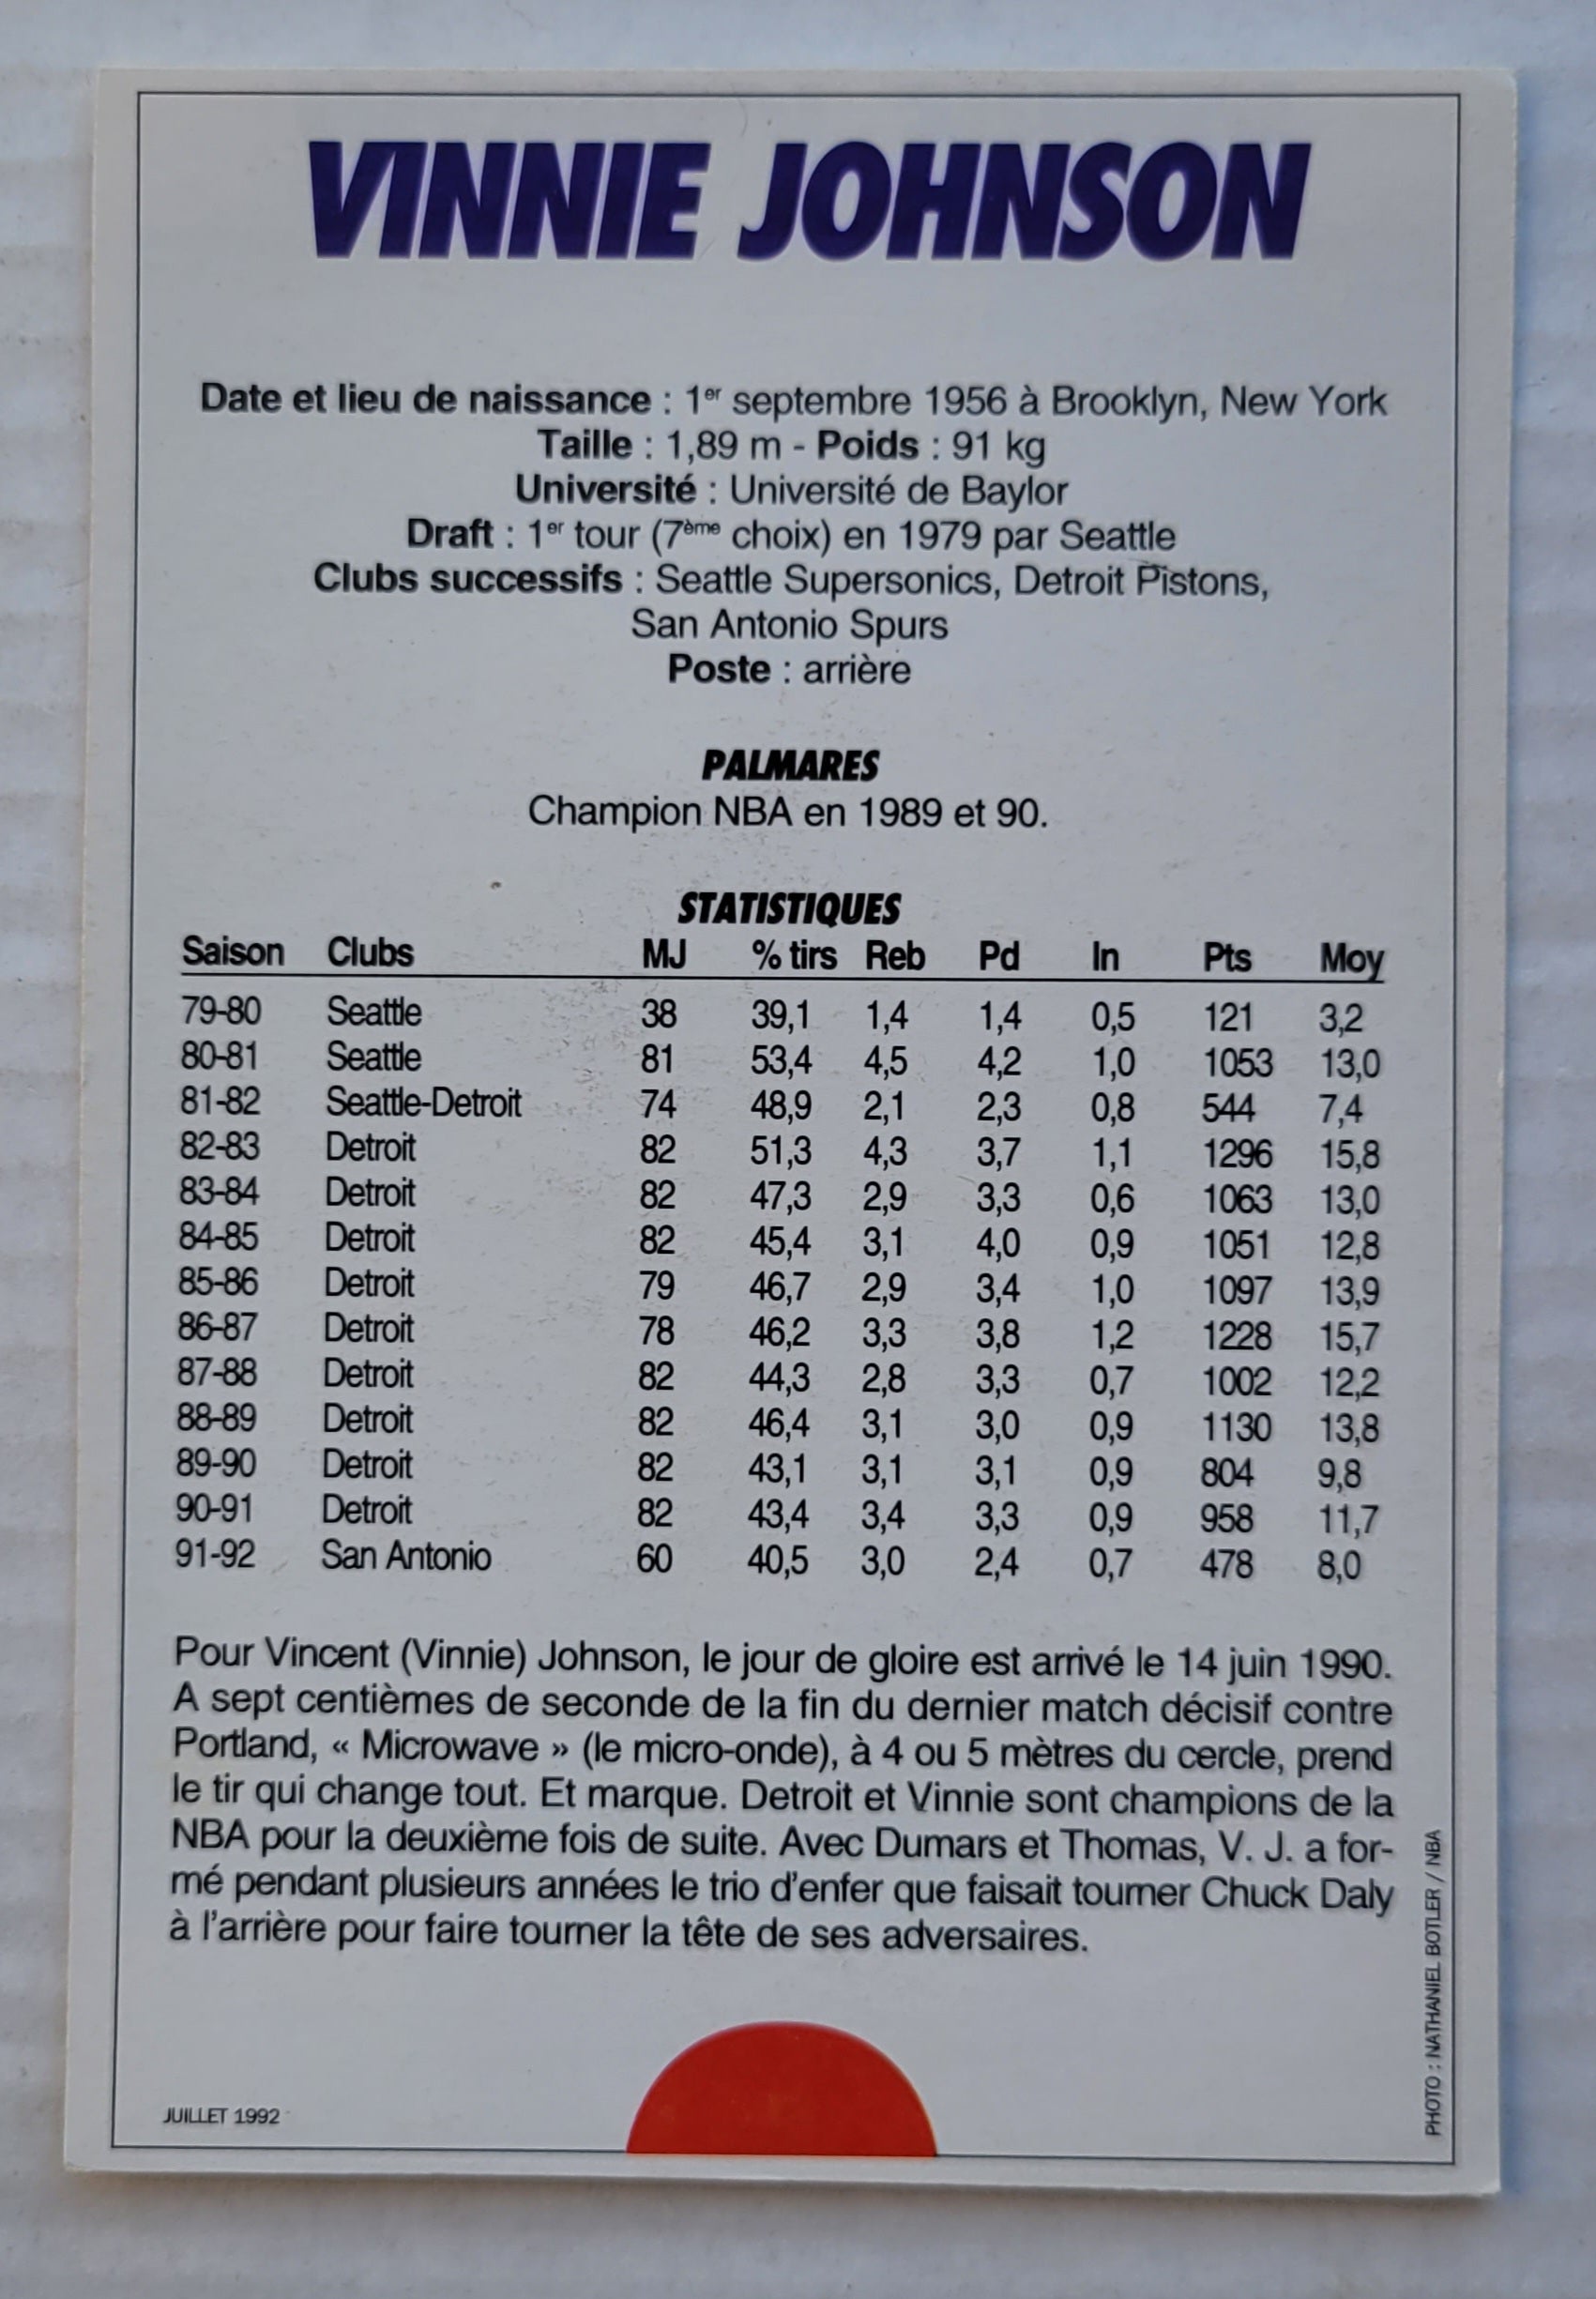 VINNIE JOHNSON
Date et lieu de naissance : 1er septembre 1956 à Brooklyn, New York
Taille : 1,89 m - Poids : 91 kg
Université : Université de Baylor
Draft : 1er tour (7ème choix) en 1979 par Seattle
Clubs successifs : Seattle Supersonics, Detroit Pistons,
San Antonio Spurs
Poste : arrière
PALMARES
Champion NBA en 1989 et 90.
STATISTIQUES
Saison Clubs MJ % tirs Reb Pd In Pts Moy
79-80 Seattle 38 39,1 1,4 1,4 0,5 121 3,2
80-81 Seattle 81 53,4 4,5 4,2 1,0 1053 13,0
81-82 Seattle-Detroit 74 48,9 2,1 2,3 0,8 544 7,4
82-83 Detroit 82 51,3 4,3 3,7 1,1 1296 15,8
83-84 Detroit 82 47,3 2,9 3,3 0,6 1063 13,0
84-85 Detroit 82 45,4 3,1 4,0 0,9 1051 12,8
85-86 Detroit 79 46,7 2,9 3,4 1,0 1097 13,9
86-87 Detroit 78 46,2 3,3 3,8 1,2 1228 15,7
87-88 Detroit 82 44,3 2,8 3,3 0,7 1002 12,2
88-89 Detroit 82 46,4 3,1 3,0 0,9 1130 13,8
89-90 Detroit 82 43,1 3,1 3,1 0,9 804 9,8
90-91 Detroit 82 43,4 3,4 3,3 0,9 958 11,7
91-92 San Antonio 60 40,5 3,0 2,4 0,7 478 8,0
Pour Vincent (Vinnie) Johnson, le jour de gloire est arrivé le 14 juin 1990.
A sept centièmes de seconde de la fin du dernier match décisif contre
Portland, « Microwave » (le micro-onde), à 4 ou 5 mètres du cercle, prend
le tir qui change tout. Et marque. Detroit et Vinnie sont champions de la
NBA pour la deuxième fois de suite. Avec Dumars et Thomas, V. J. a for-
mé pendant plusieurs années le trio d'enfer que faisait tourner Chuck Daly
à l'arrière pour faire tourner la tête de ses adversaires.
JUILLET 1992
PHOTO : NATHANIEL BOTLER / NBA